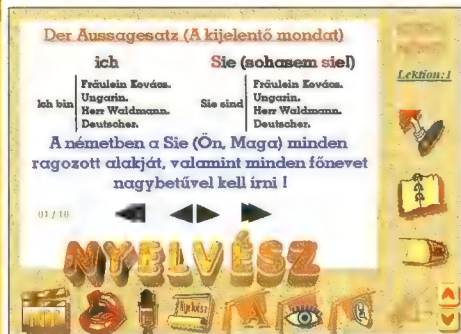 Der Aussagesatz (A kijelentő mondat)
ich Sie (sohasem sie!)
Lektion:1
Ich bin Fräulein Kovács. Sie sind Fräulein Kovács.
Ungarin. Ungarin.
Herr Waldmann. Herr Waldmann.
Deutscher. Deutscher.
A németben a Sie (Ön, Maga) minden
ragozott alakját, valamint minden főnevet
nagybetűvel kell írni !
01 / 10
NYELVÉSZ